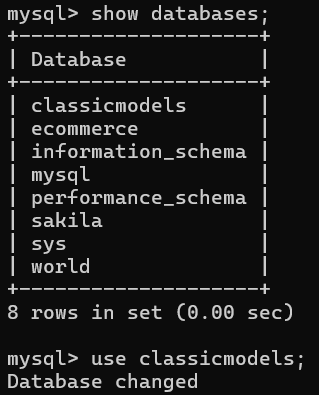 mysql> show databases;
+--------------------+
| Database           |
+--------------------+
| classicmodels      |
| ecommerce          |
| information_schema |
| mysql              |
| performance_schema |
| sakila             |
| sys                |
| world              |
+--------------------+
8 rows in set (0.00 sec)

mysql> use classicmodels;
Database changed